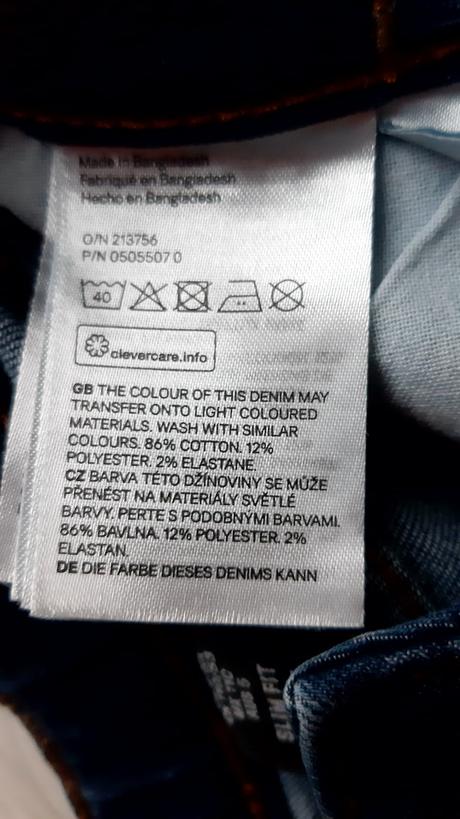 Made in Bangladesh
Fabriqué en Bangladesh
Hecho en Bangladesh
O/N 213756
P/N 0505507 0
40
clevercare.info
GB THE COLOUR OF THIS DENIM MAY
TRANSFER ONTO LIGHT COLOURED
MATERIALS. WASH WITH SIMILAR
COLOURS. 86% COTTON. 12%
POLYESTER. 2% ELASTANE.
CZ BARVA TÉTO DŽÍNOVINY SE MŮŽE
PŘENÉST NA MATERIÁLY SVĚTLÉ
BARVY. PERTE S PODOBNÝMI BARVAMI.
86% BAVLNA. 12% POLYESTER. 2%
ELASTAN.
DE DIE FARBE DIESES DENIMS KANN
SLIM FIT